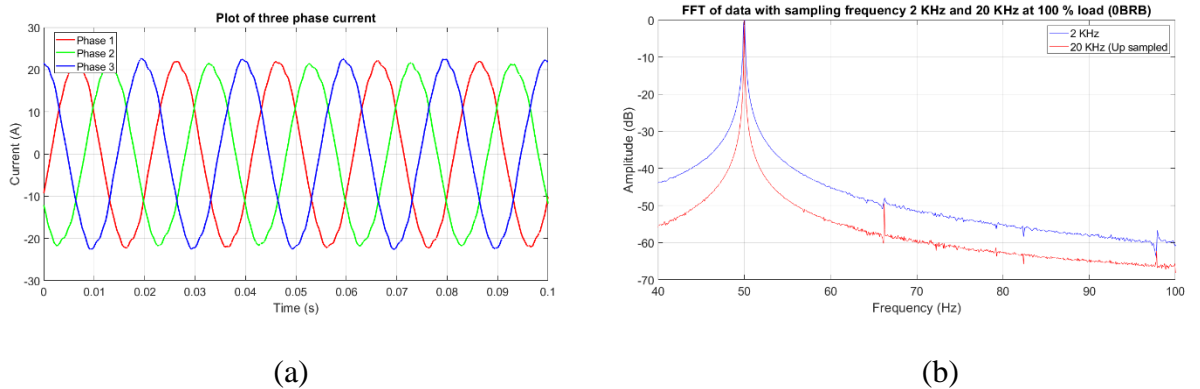 Plot of three phase current
Phase 1
Phase 2
Phase 3
30
20
10
0
-10
-20
-30
Current (A)
0 0.01 0.02 0.03 0.04 0.05 0.06 0.07 0.08 0.09 0.1
Time (s)
(a)
FFT of data with sampling frequency 2 KHz and 20 KHz at 100 % load (0BRB)
2 KHz
20 KHz (Up sampled
0
-10
-20
-30
-40
-50
-60
-70
Amplitude (dB)
40 50 60 70 80 90 100
Frequency (Hz)
(b)